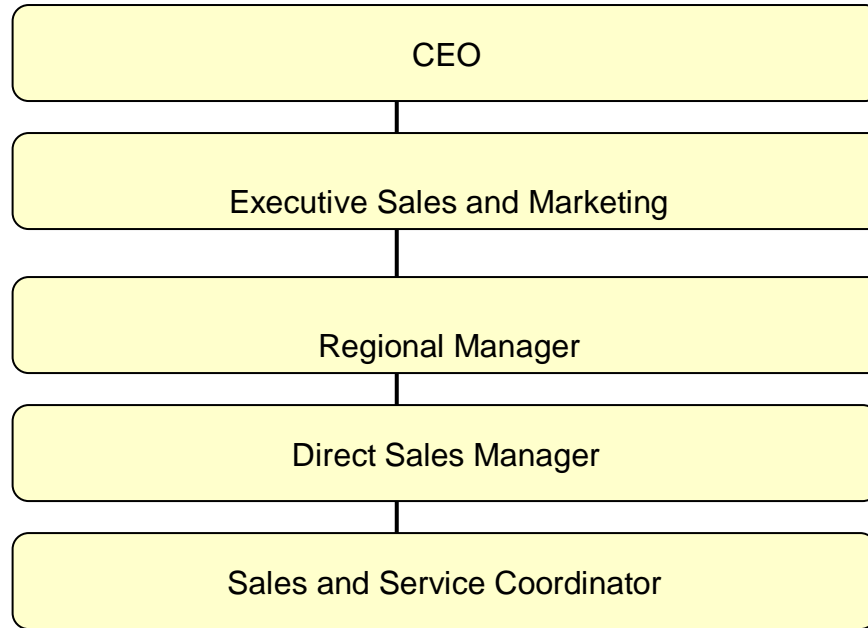 CEO
Executive Sales and Marketing
Regional Manager
Direct Sales Manager
Sales and Service Coordinator